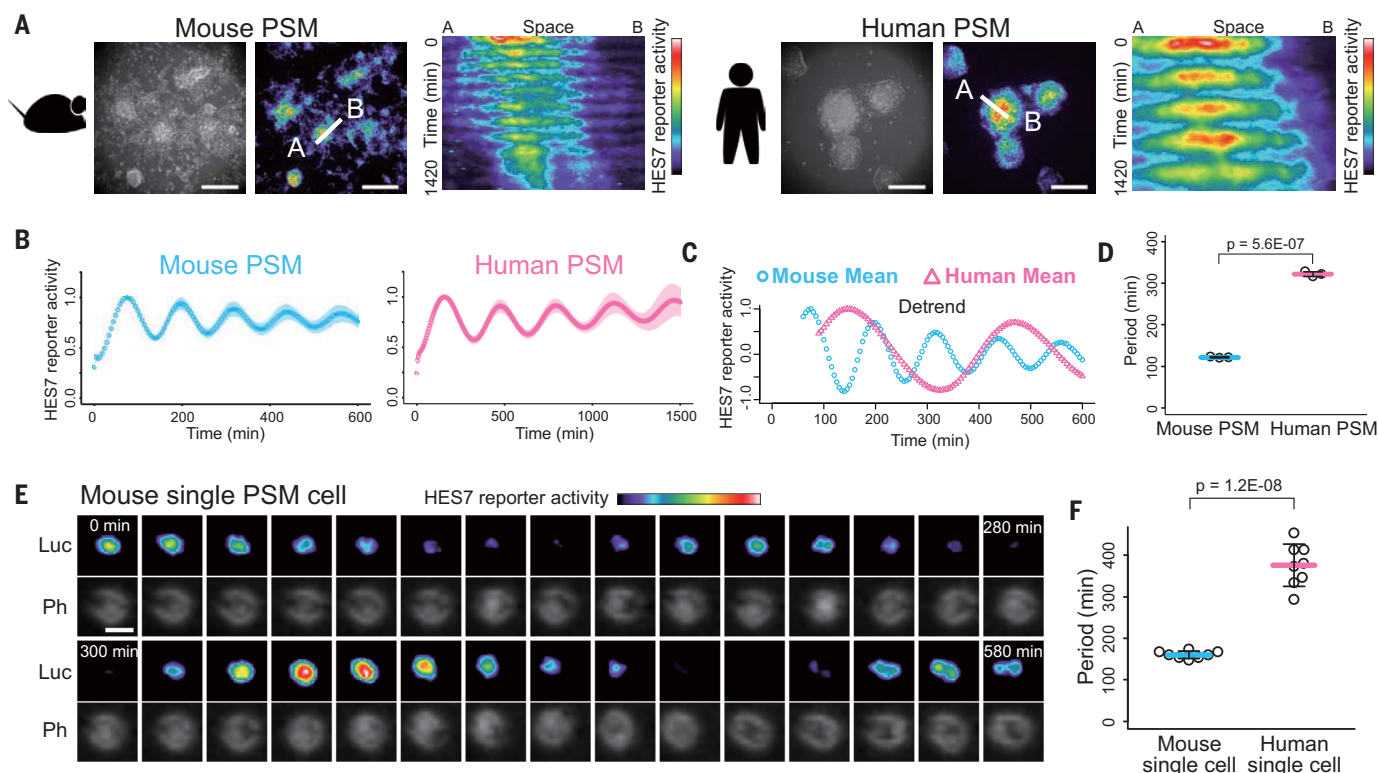 A
Mouse PSM
A Space B
Time (min)
0
1420
HES7 reporter activity
A
B
Human PSM
A Space B
Time (min)
0
1420
HES7 reporter activity
A
B
B
Mouse PSM
HES7 reporter activity
1.0
0.5
0.0
0 200 400 600
Time (min)
Human PSM
1.0
0.5
0.0
0 500 1000 1500
Time (min)
C
Mouse Mean Human Mean
Detrend
HES7 reporter activity
1.0
0.0
-1.0
0 100 200 300 400 500 600
Time (min)
D
p = 5.6E-07
Period (min)
400
300
200
100
0
Mouse PSM Human PSM
E
Mouse single PSM cell
HES7 reporter activity
0 min 280 min
Luc
Ph
300 min 580 min
Luc
Ph
F
p = 1.2E-08
Period (min)
400
300
200
100
0
Mouse Human
single cell single cell